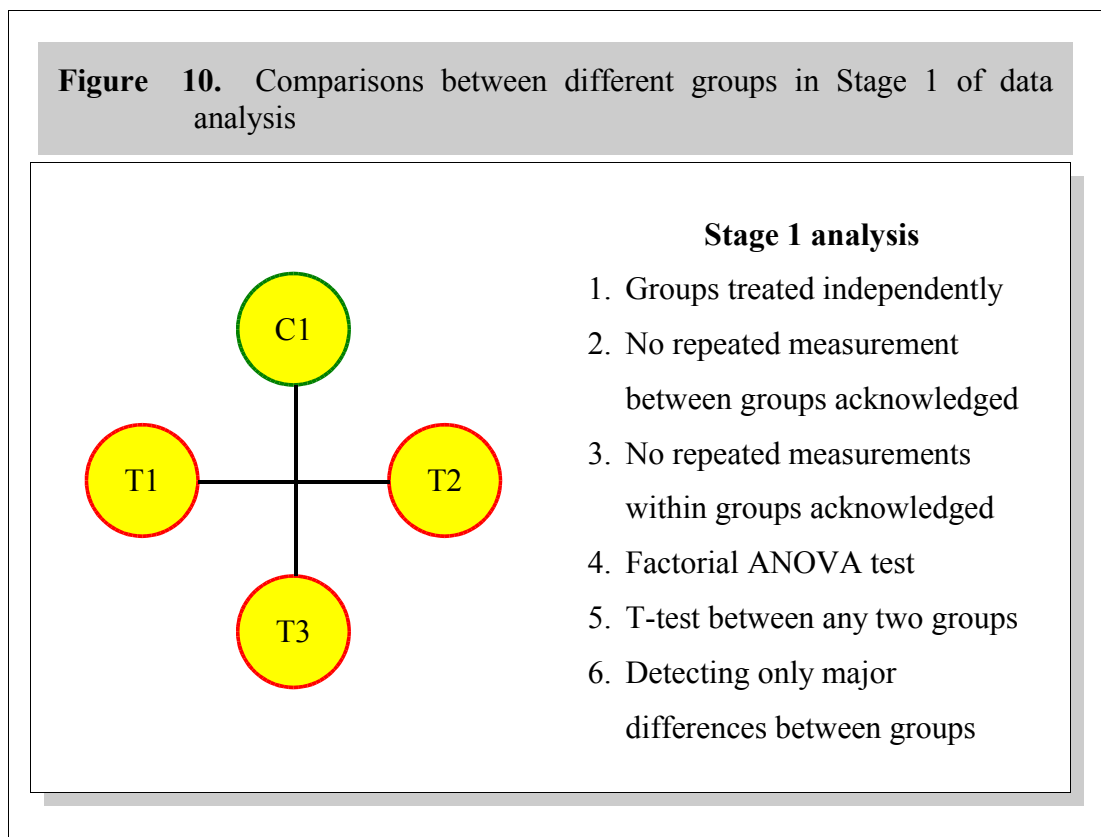 Figure 10. Comparisons between different groups in Stage 1 of data
analysis
C1
T1
T2
T3
Stage 1 analysis
1. Groups treated independently
2. No repeated measurement
between groups acknowledged
3. No repeated measurements
within groups acknowledged
4. Factorial ANOVA test
5. T-test between any two groups
6. Detecting only major
differences between groups